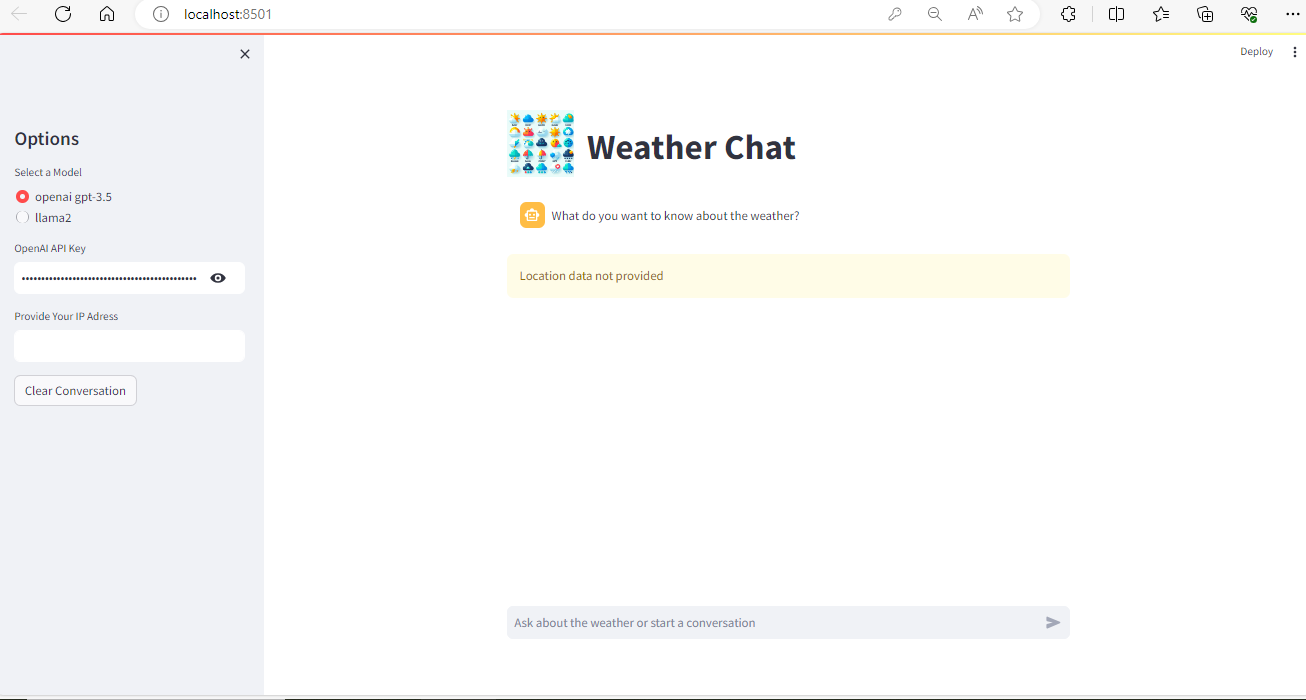 localhost:8501
Deploy
Options
Select a Model
openai gpt-3.5
llama2
OpenAI API Key
Provide Your IP Adress
Clear Conversation
Weather Chat
What do you want to know about the weather?
Location data not provided
Ask about the weather or start a conversation